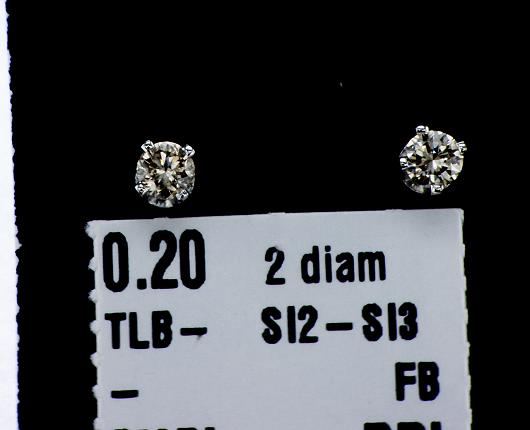 0.20 2 diam
TLB- SI2-SI3
- FB